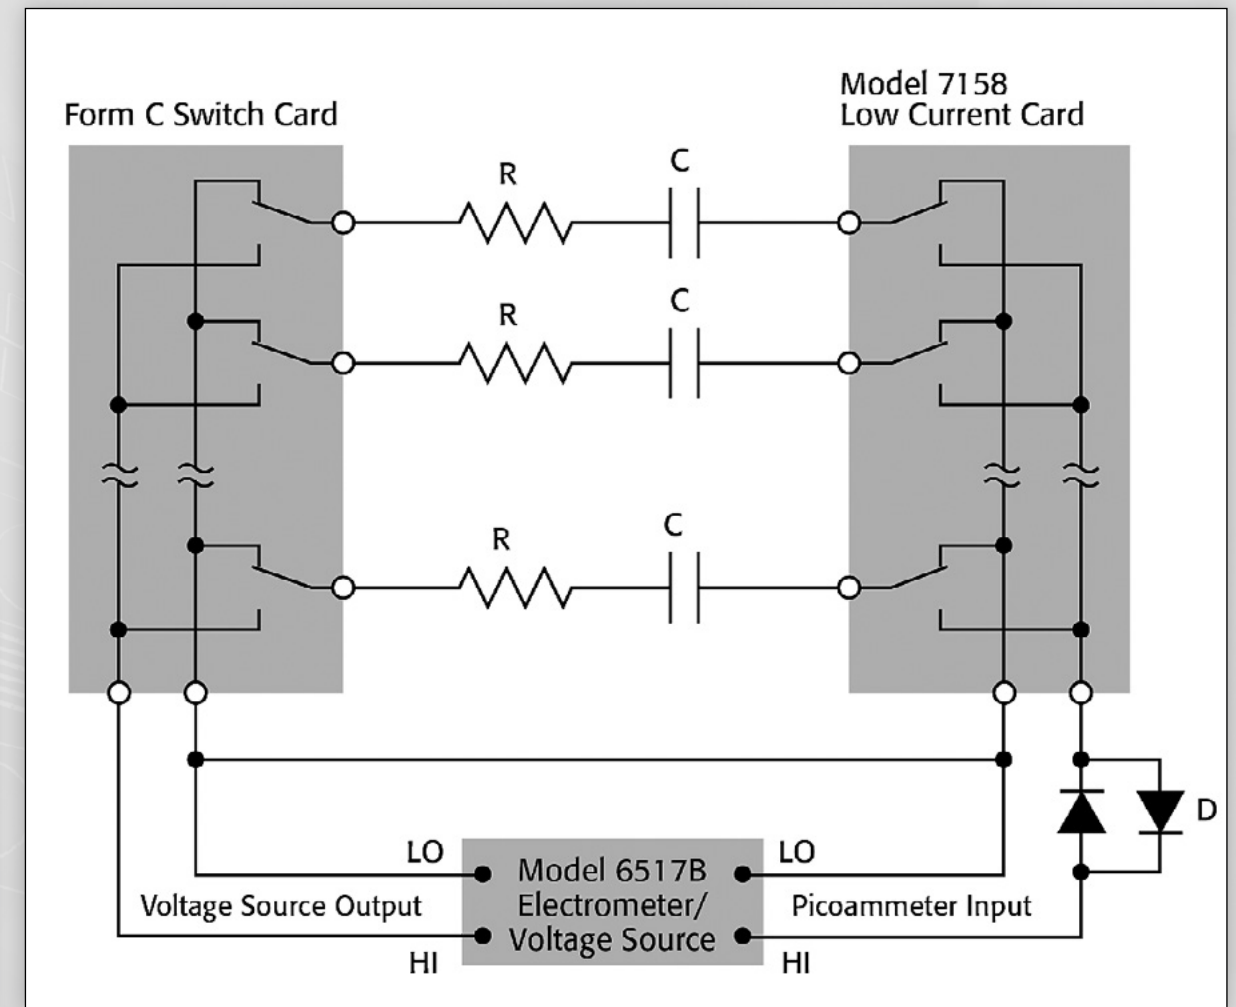 Model 7158
Form C Switch Card
Low Current Card
R
C
R
C
R
C
D
LO
LO
Model 6517B
Voltage Source Output
Electrometer/
Picoammeter Input
Voltage Source
HI
HI